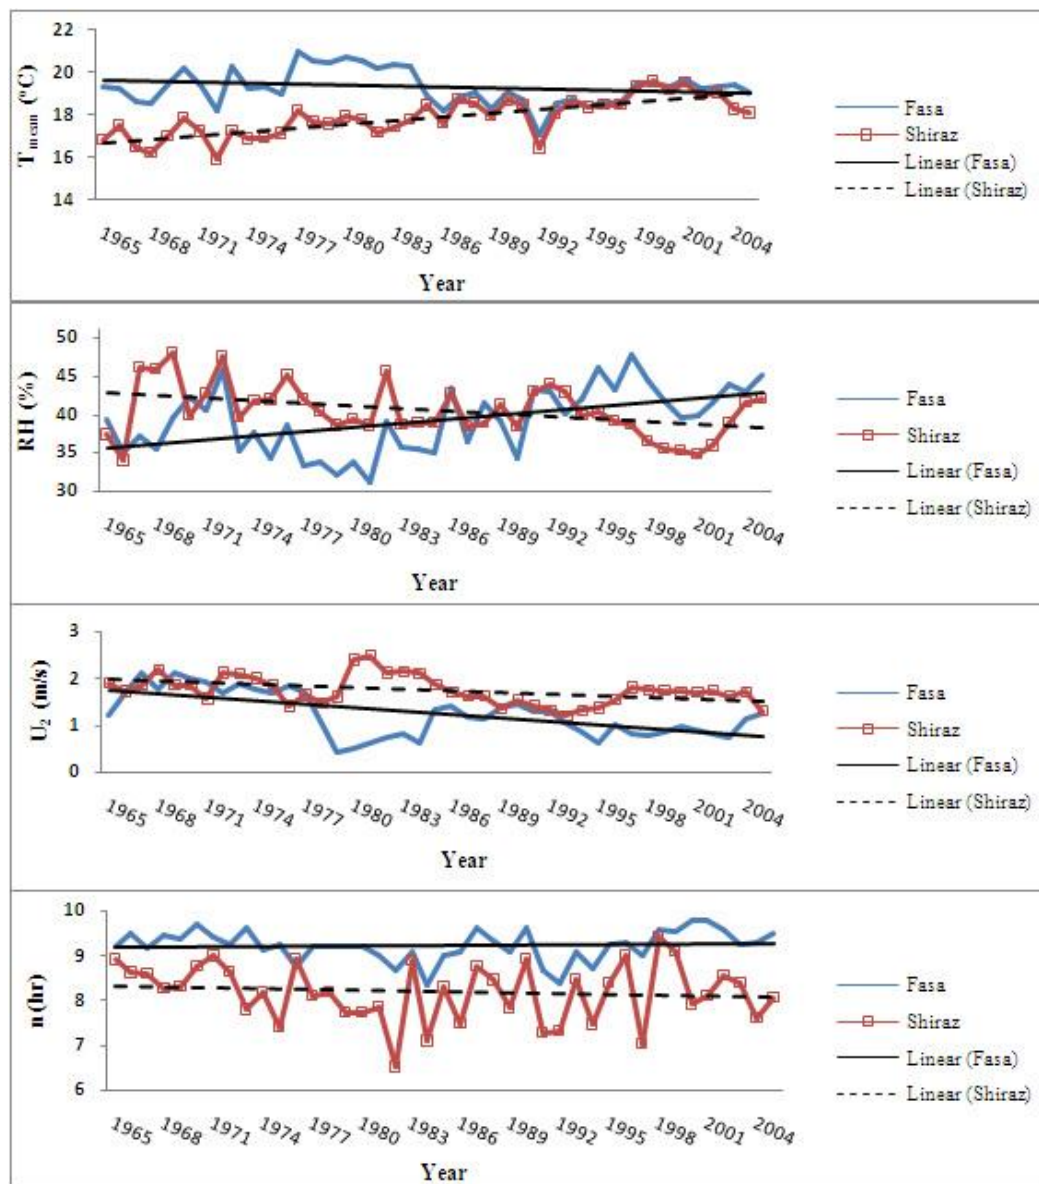 22
20
18
16
14
T mean (°C)
1965 1968 1971 1974 1977 1980 1983 1986 1989 1992 1995 1998 2001 2004
Year
Fasa
Shiraz
Linear (Fasa)
Linear (Shiraz)
50
45
40
35
30
RH (%)
1965 1968 1971 1974 1977 1980 1983 1986 1989 1992 1995 1998 2001 2004
Year
Fasa
Shiraz
Linear (Fasa)
Linear (Shiraz)
3
2
1
0
U₂ (m/s)
1965 1968 1971 1974 1977 1980 1983 1986 1989 1992 1995 1998 2001 2004
Year
Fasa
Shiraz
Linear (Fasa)
Linear (Shiraz)
10
9
8
7
6
n (hr)
1965 1968 1971 1974 1977 1980 1983 1986 1989 1992 1995 1998 2001 2004
Year
Fasa
Shiraz
Linear (Fasa)
Linear (Shiraz)